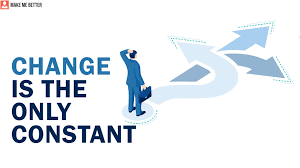 MAKE ME BETTER
CHANGE
IS THE
ONLY
CONSTANT